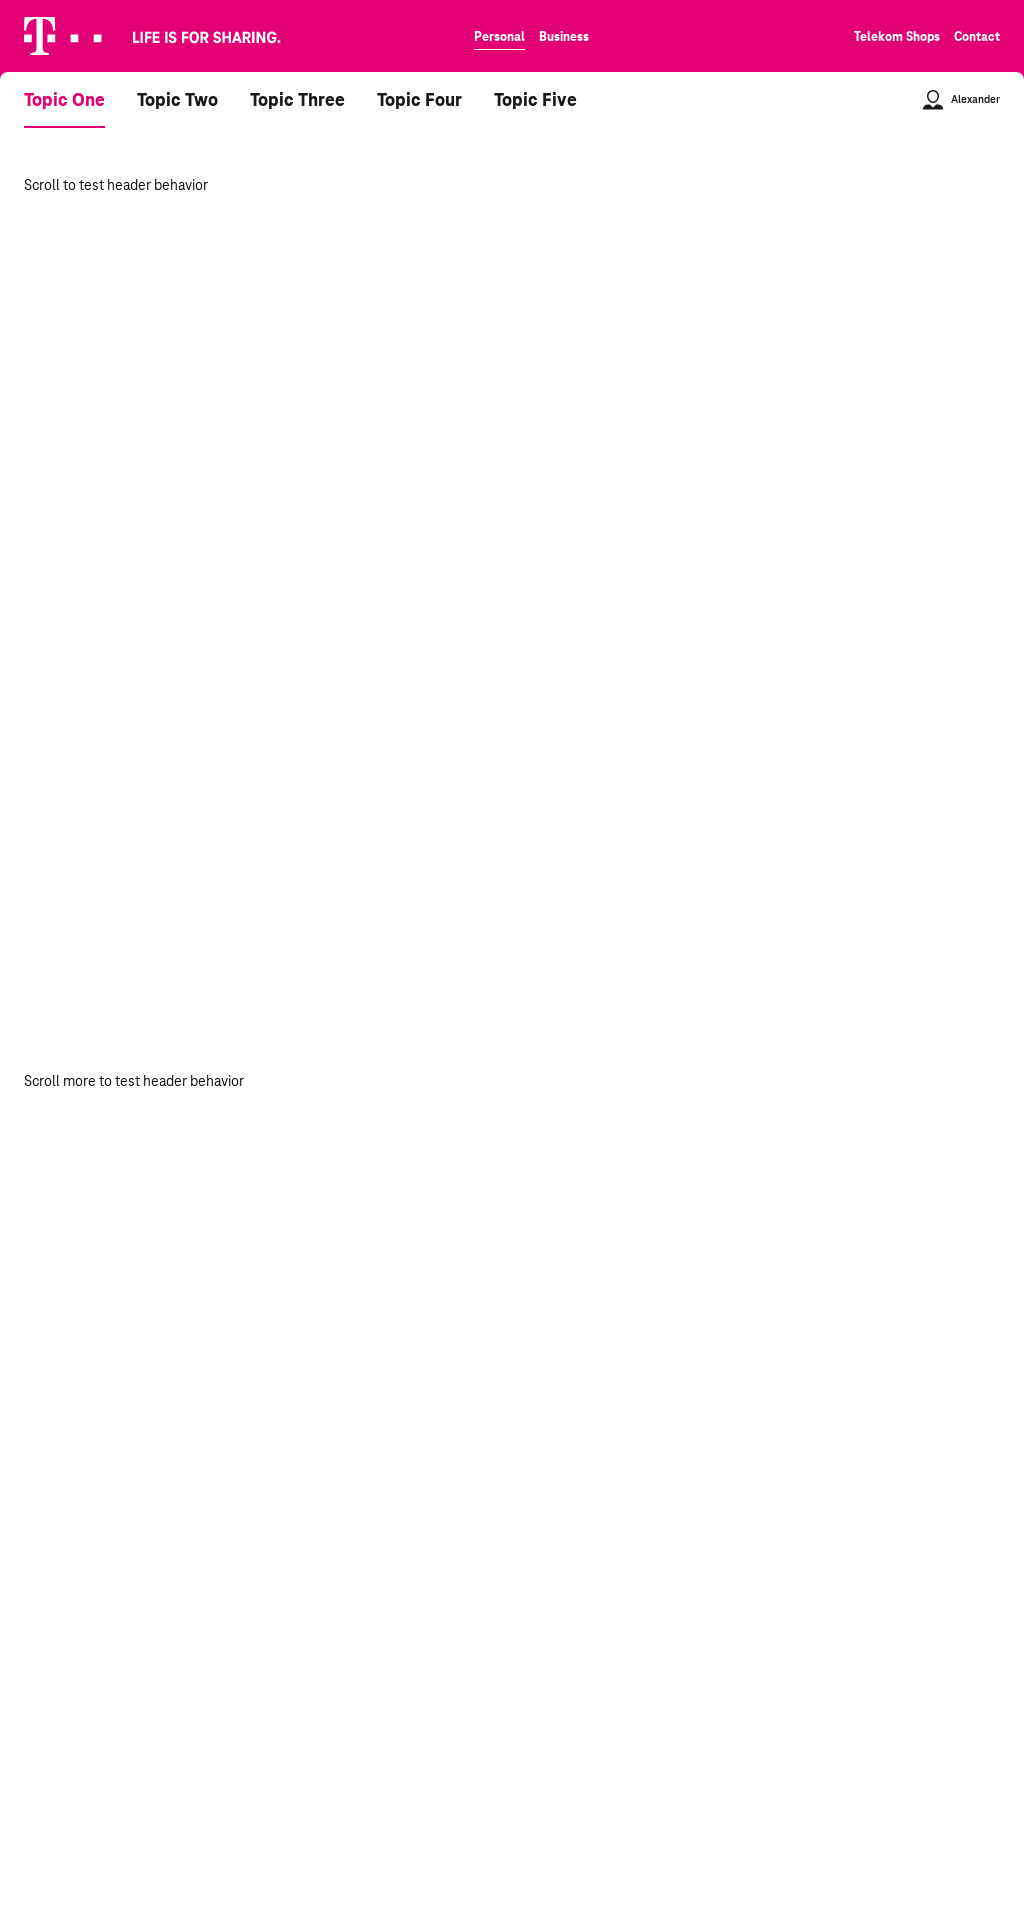 T
LIFE IS FOR SHARING.
Personal Business
Telekom Shops Contact
Topic One Topic Two Topic Three Topic Four Topic Five
Alexander
Scroll to test header behavior
Scroll more to test header behavior